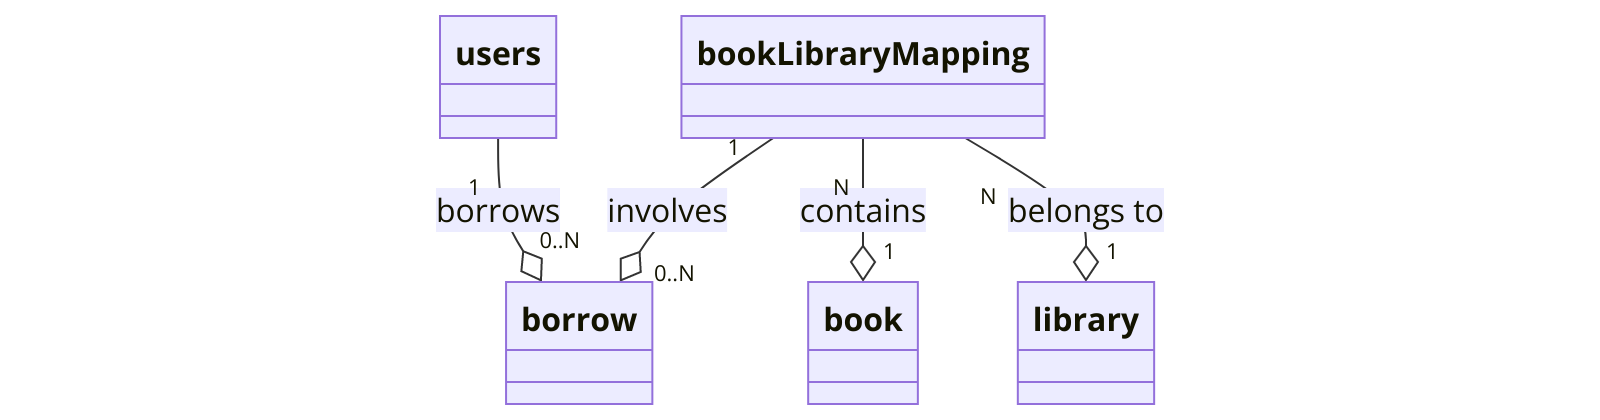 users
bookLibraryMapping
1
1
N
N
borrows
involves
contains
belongs to
0..N
0..N
1
1
borrow
book
library